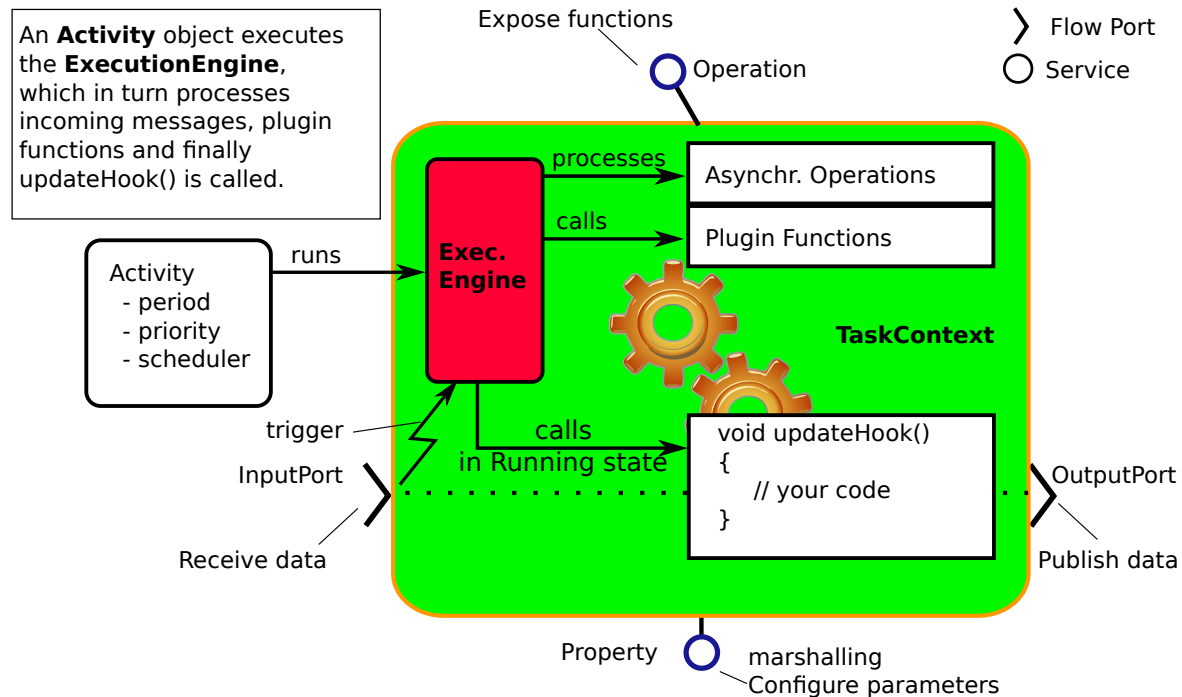 An Activity object executes
the ExecutionEngine,
which in turn processes
incoming messages, plugin
functions and finally
updateHook() is called.
Expose functions
Operation
Flow Port
Service
processes
Asynchr. Operations
calls
Plugin Functions
runs
Exec.
Engine
Activity
- period
- priority
- scheduler
TaskContext
trigger
calls
in Running state
void updateHook()
{
// your code
}
InputPort
OutputPort
Receive data
Publish data
Property
marshalling
Configure parameters